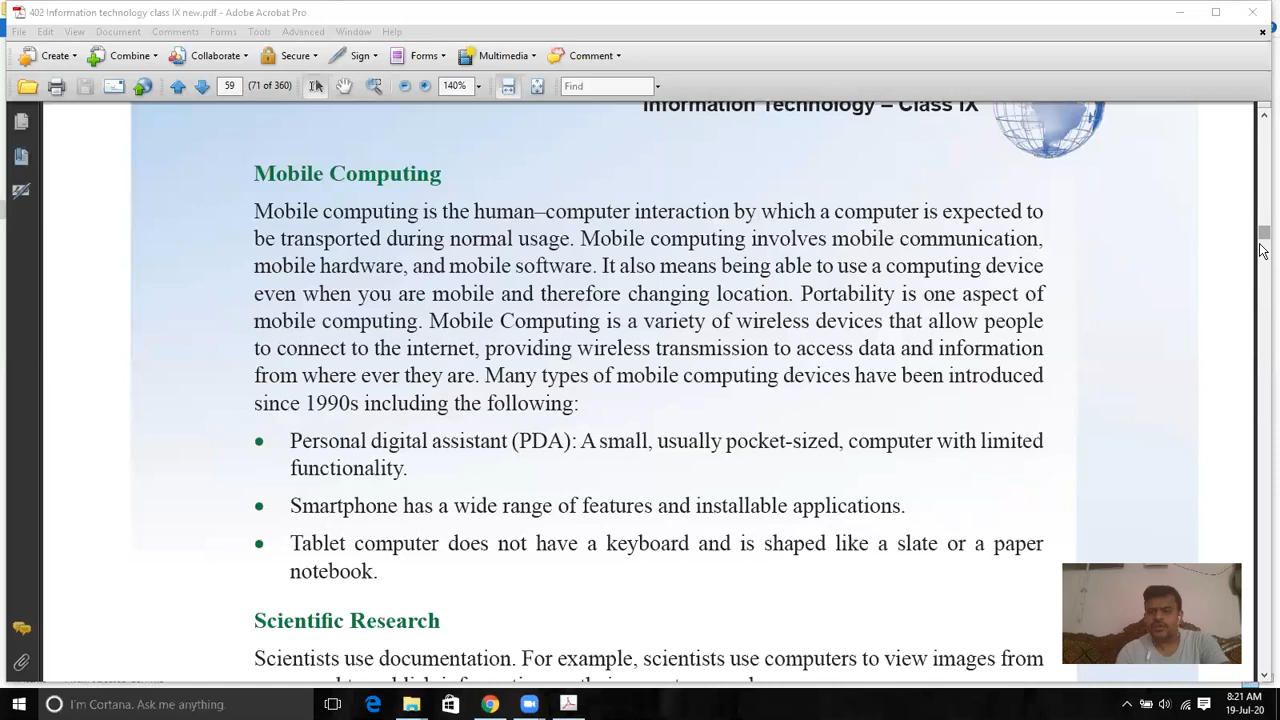 402 Information technology class IX new.pdf - Adobe Acrobat Pro
File Edit View Document Comments Forms Tools Advanced Window Help
Create Combine Collaborate Secure Sign Forms Multimedia Comment
59 (71 of 360) 140% Find
Information Technology – Class IX
Mobile Computing
Mobile computing is the human–computer interaction by which a computer is expected to
be transported during normal usage. Mobile computing involves mobile communication,
mobile hardware, and mobile software. It also means being able to use a computing device
even when you are mobile and therefore changing location. Portability is one aspect of
mobile computing. Mobile Computing is a variety of wireless devices that allow people
to connect to the internet, providing wireless transmission to access data and information
from where ever they are. Many types of mobile computing devices have been introduced
since 1990s including the following:
• Personal digital assistant (PDA): A small, usually pocket-sized, computer with limited
functionality.
• Smartphone has a wide range of features and installable applications.
• Tablet computer does not have a keyboard and is shaped like a slate or a paper
notebook.
Scientific Research
Scientists use documentation. For example, scientists use computers to view images from
I'm Cortana. Ask me anything.
8:21 AM
19-Jul-20